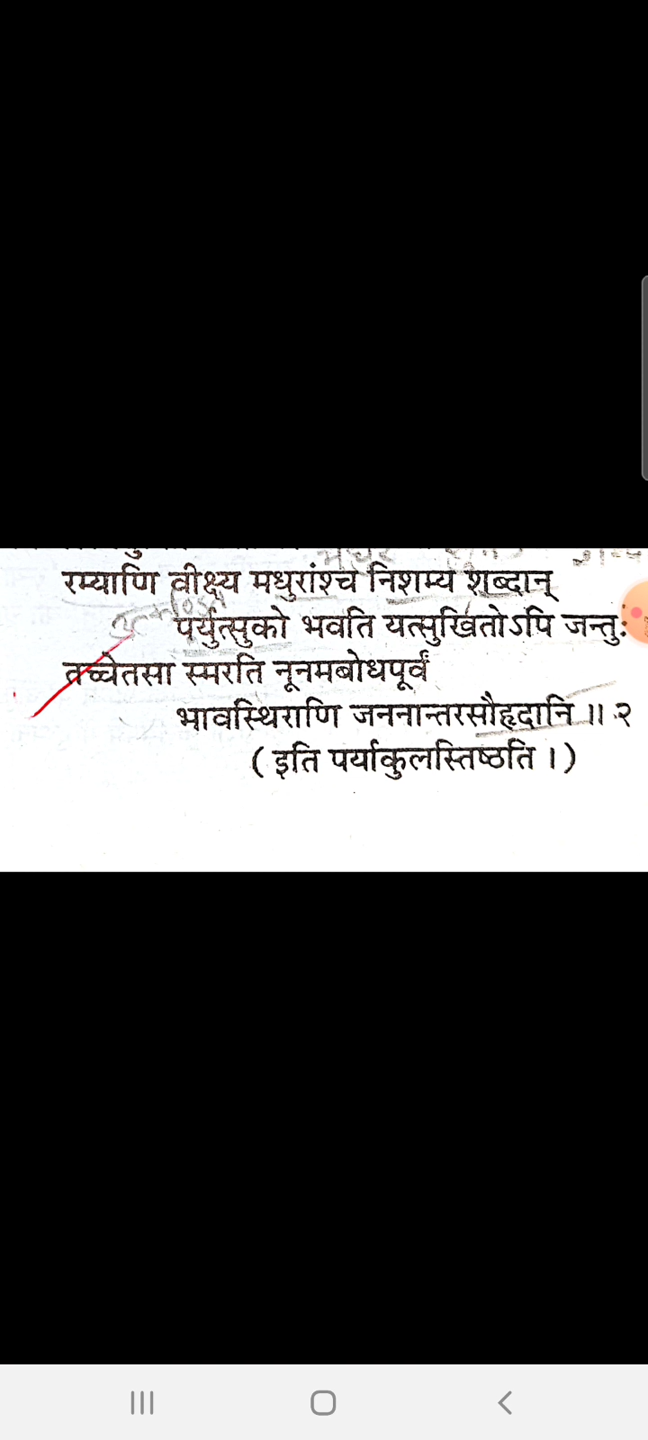 रम्याणि वीक्ष्य मधुरांश्च निशम्य शब्दान्
पर्युत्सुको भवति यत्सुखितोऽपि जन्तुः
तच्चेतसा स्मरति नूनमबोधपूर्वं
भावस्थिराणि जननान्तरसौहृदानि ॥ २
( इति पर्याकुलस्तिष्ठति । )